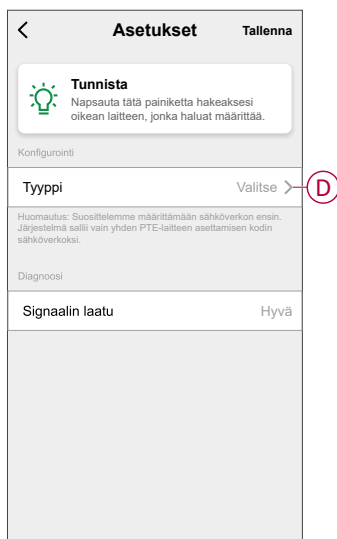 Asetukset
Tallenna
Tunnista
Napsauta tätä painiketta hakeaksesi
oikean laitteen, jonka haluat määrittää.
Konfigurointi
Tyyppi
Valitse
D
Huomautus: Suosittelemme määrittämään sähköverkon ensin.
Järjestelmä sallii vain yhden PTE-laitteen asettamisen kodin
sähköverkoksi.
Diagnoosi
Signaalin laatu
Hyvä